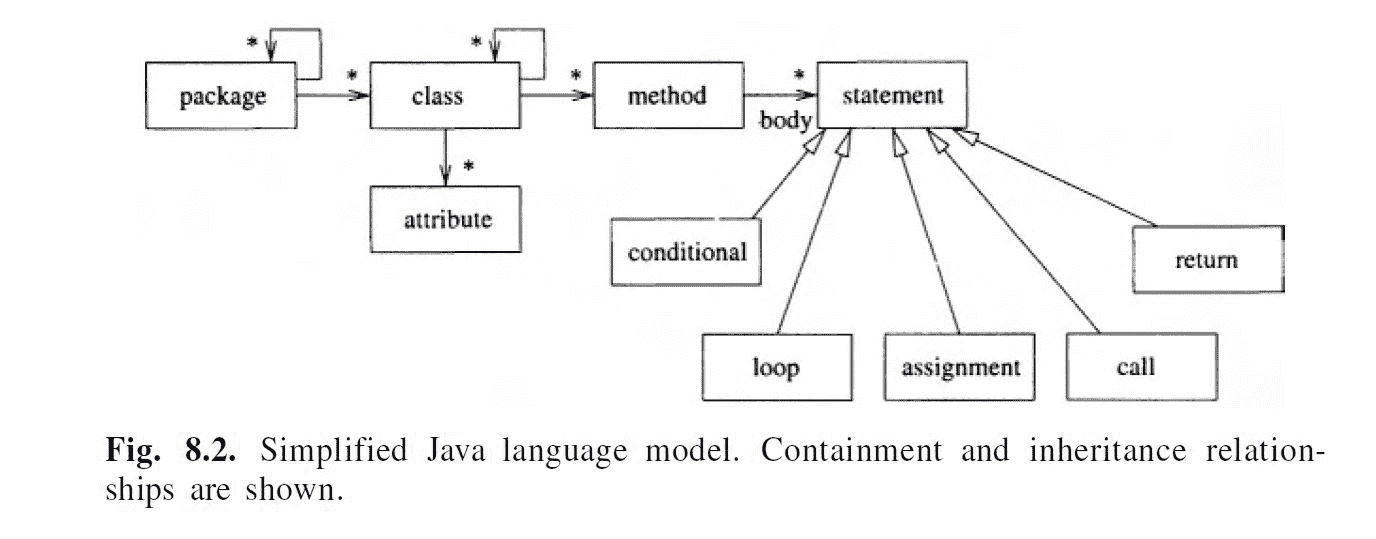 * *
package * class * method * statement
body
*
attribute
conditional
return
loop assignment call
Fig. 8.2. Simplified Java language model. Containment and inheritance relation-
ships are shown.